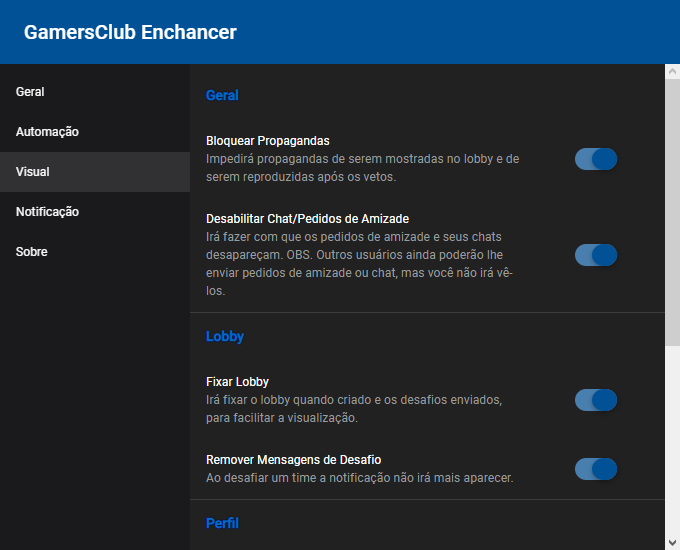 GamersClub Enchancer
Geral
Automação
Visual
Notificação
Sobre
Geral
Bloquear Propagandas
Impedirá propagandas de serem mostradas no lobby e de
serem reproduzidas após os vetos.
Desabilitar Chat/Pedidos de Amizade
Irá fazer com que os pedidos de amizade e seus chats
desapareçam. OBS. Outros usuários ainda poderão lhe
enviar pedidos de amizade ou chat, mas você não irá vê-
los.
Lobby
Fixar Lobby
Irá fixar o lobby quando criado e os desafios enviados,
para facilitar a visualização.
Remover Mensagens de Desafio
Ao desafiar um time a notificação não irá mais aparecer.
Perfil